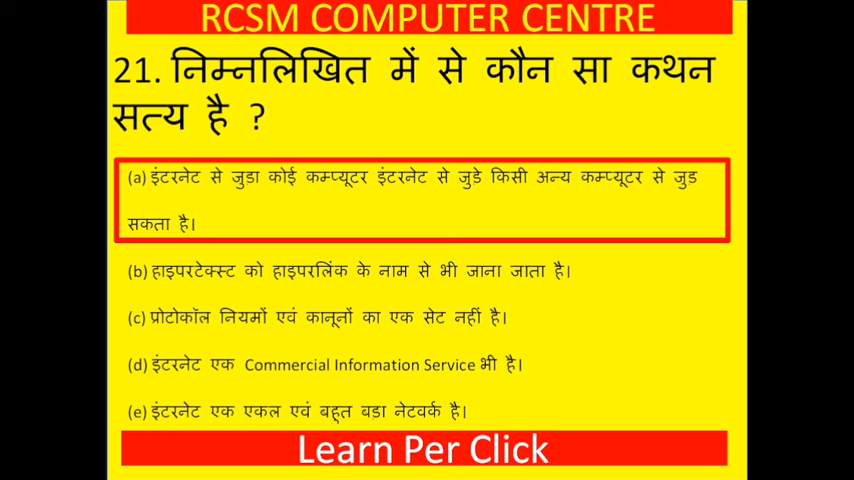 RCSM COMPUTER CENTRE
21. निम्नलिखित में से कौन सा कथन
सत्य है ?
(a) इंटरनेट से जुडा कोई कम्प्यूटर इंटरनेट से जुडे किसी अन्य कम्प्यूटर से जुड
सकता है।
(b) हाइपरटेक्स्ट को हाइपरलिंक के नाम से भी जाना जाता है।
(c) प्रोटोकॉल नियमों एवं कानूनों का एक सेट नहीं है।
(d) इंटरनेट एक Commercial Information Service भी है।
(e) इंटरनेट एक एकल एवं बहुत बडा नेटवर्क है।
Learn Per Click